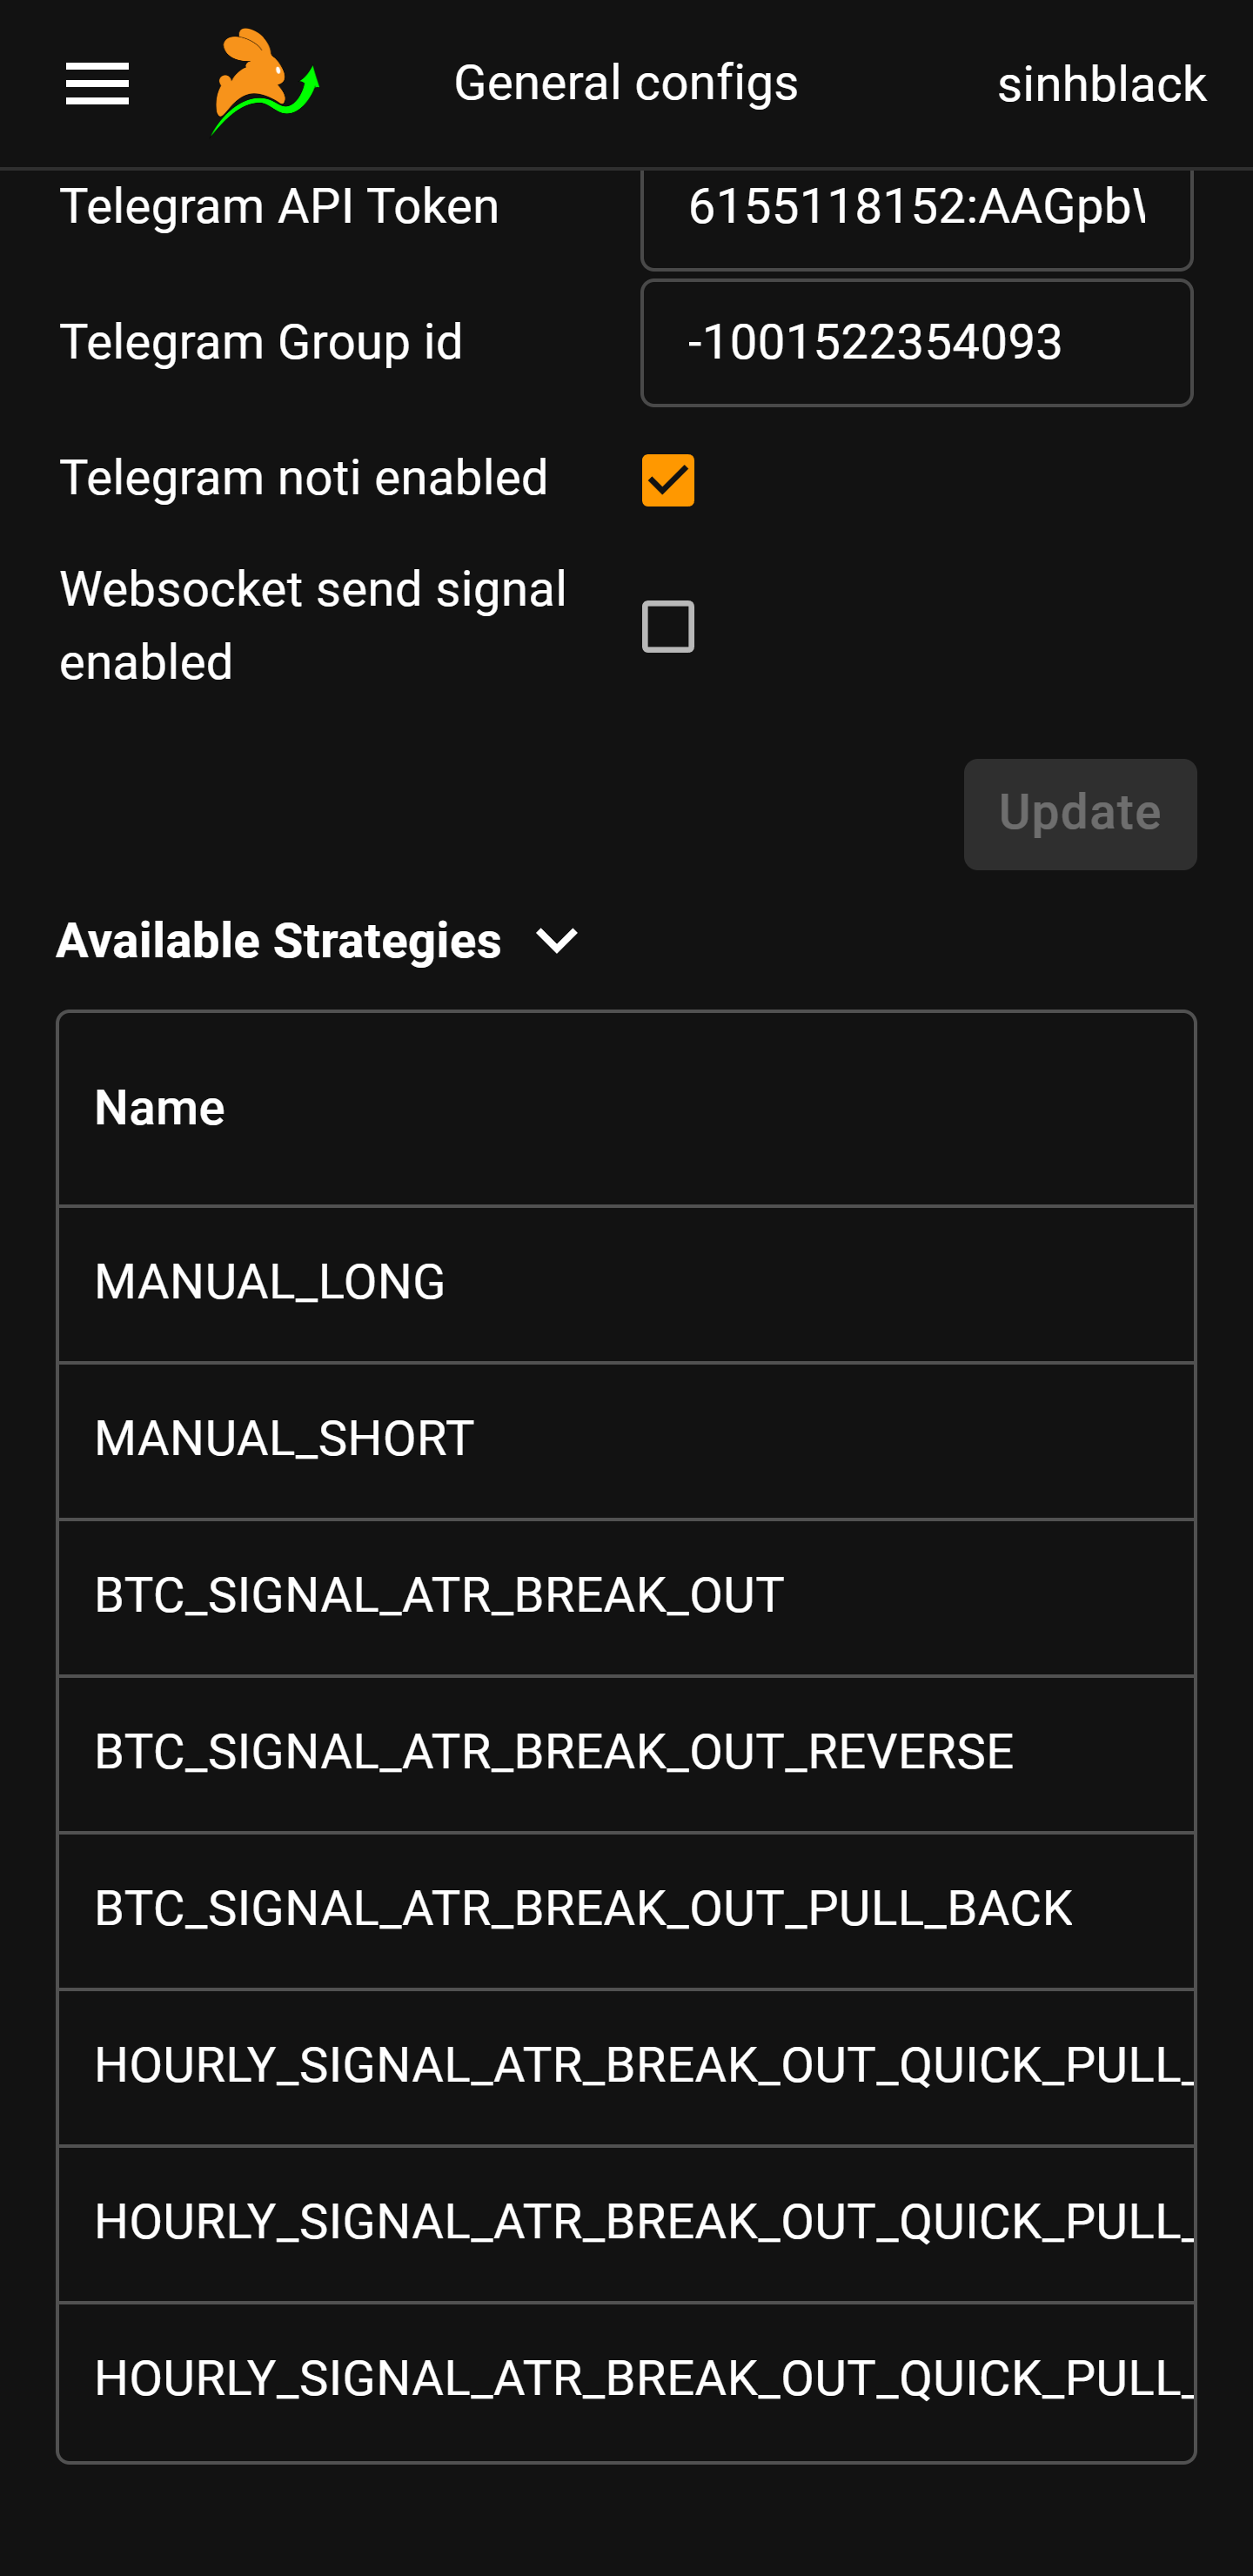 General configs
sinhblack
Telegram API Token
6155118152:AAGpb
Telegram Group id
-1001522354093
Telegram noti enabled
Websocket send signal
enabled
Update
Available Strategies
Name
MANUAL_LONG
MANUAL_SHORT
BTC_SIGNAL_ATR_BREAK_OUT
BTC_SIGNAL_ATR_BREAK_OUT_REVERSE
BTC_SIGNAL_ATR_BREAK_OUT_PULL_BACK
HOURLY_SIGNAL_ATR_BREAK_OUT_QUICK_PULL_
HOURLY_SIGNAL_ATR_BREAK_OUT_QUICK_PULL_
HOURLY_SIGNAL_ATR_BREAK_OUT_QUICK_PULL_